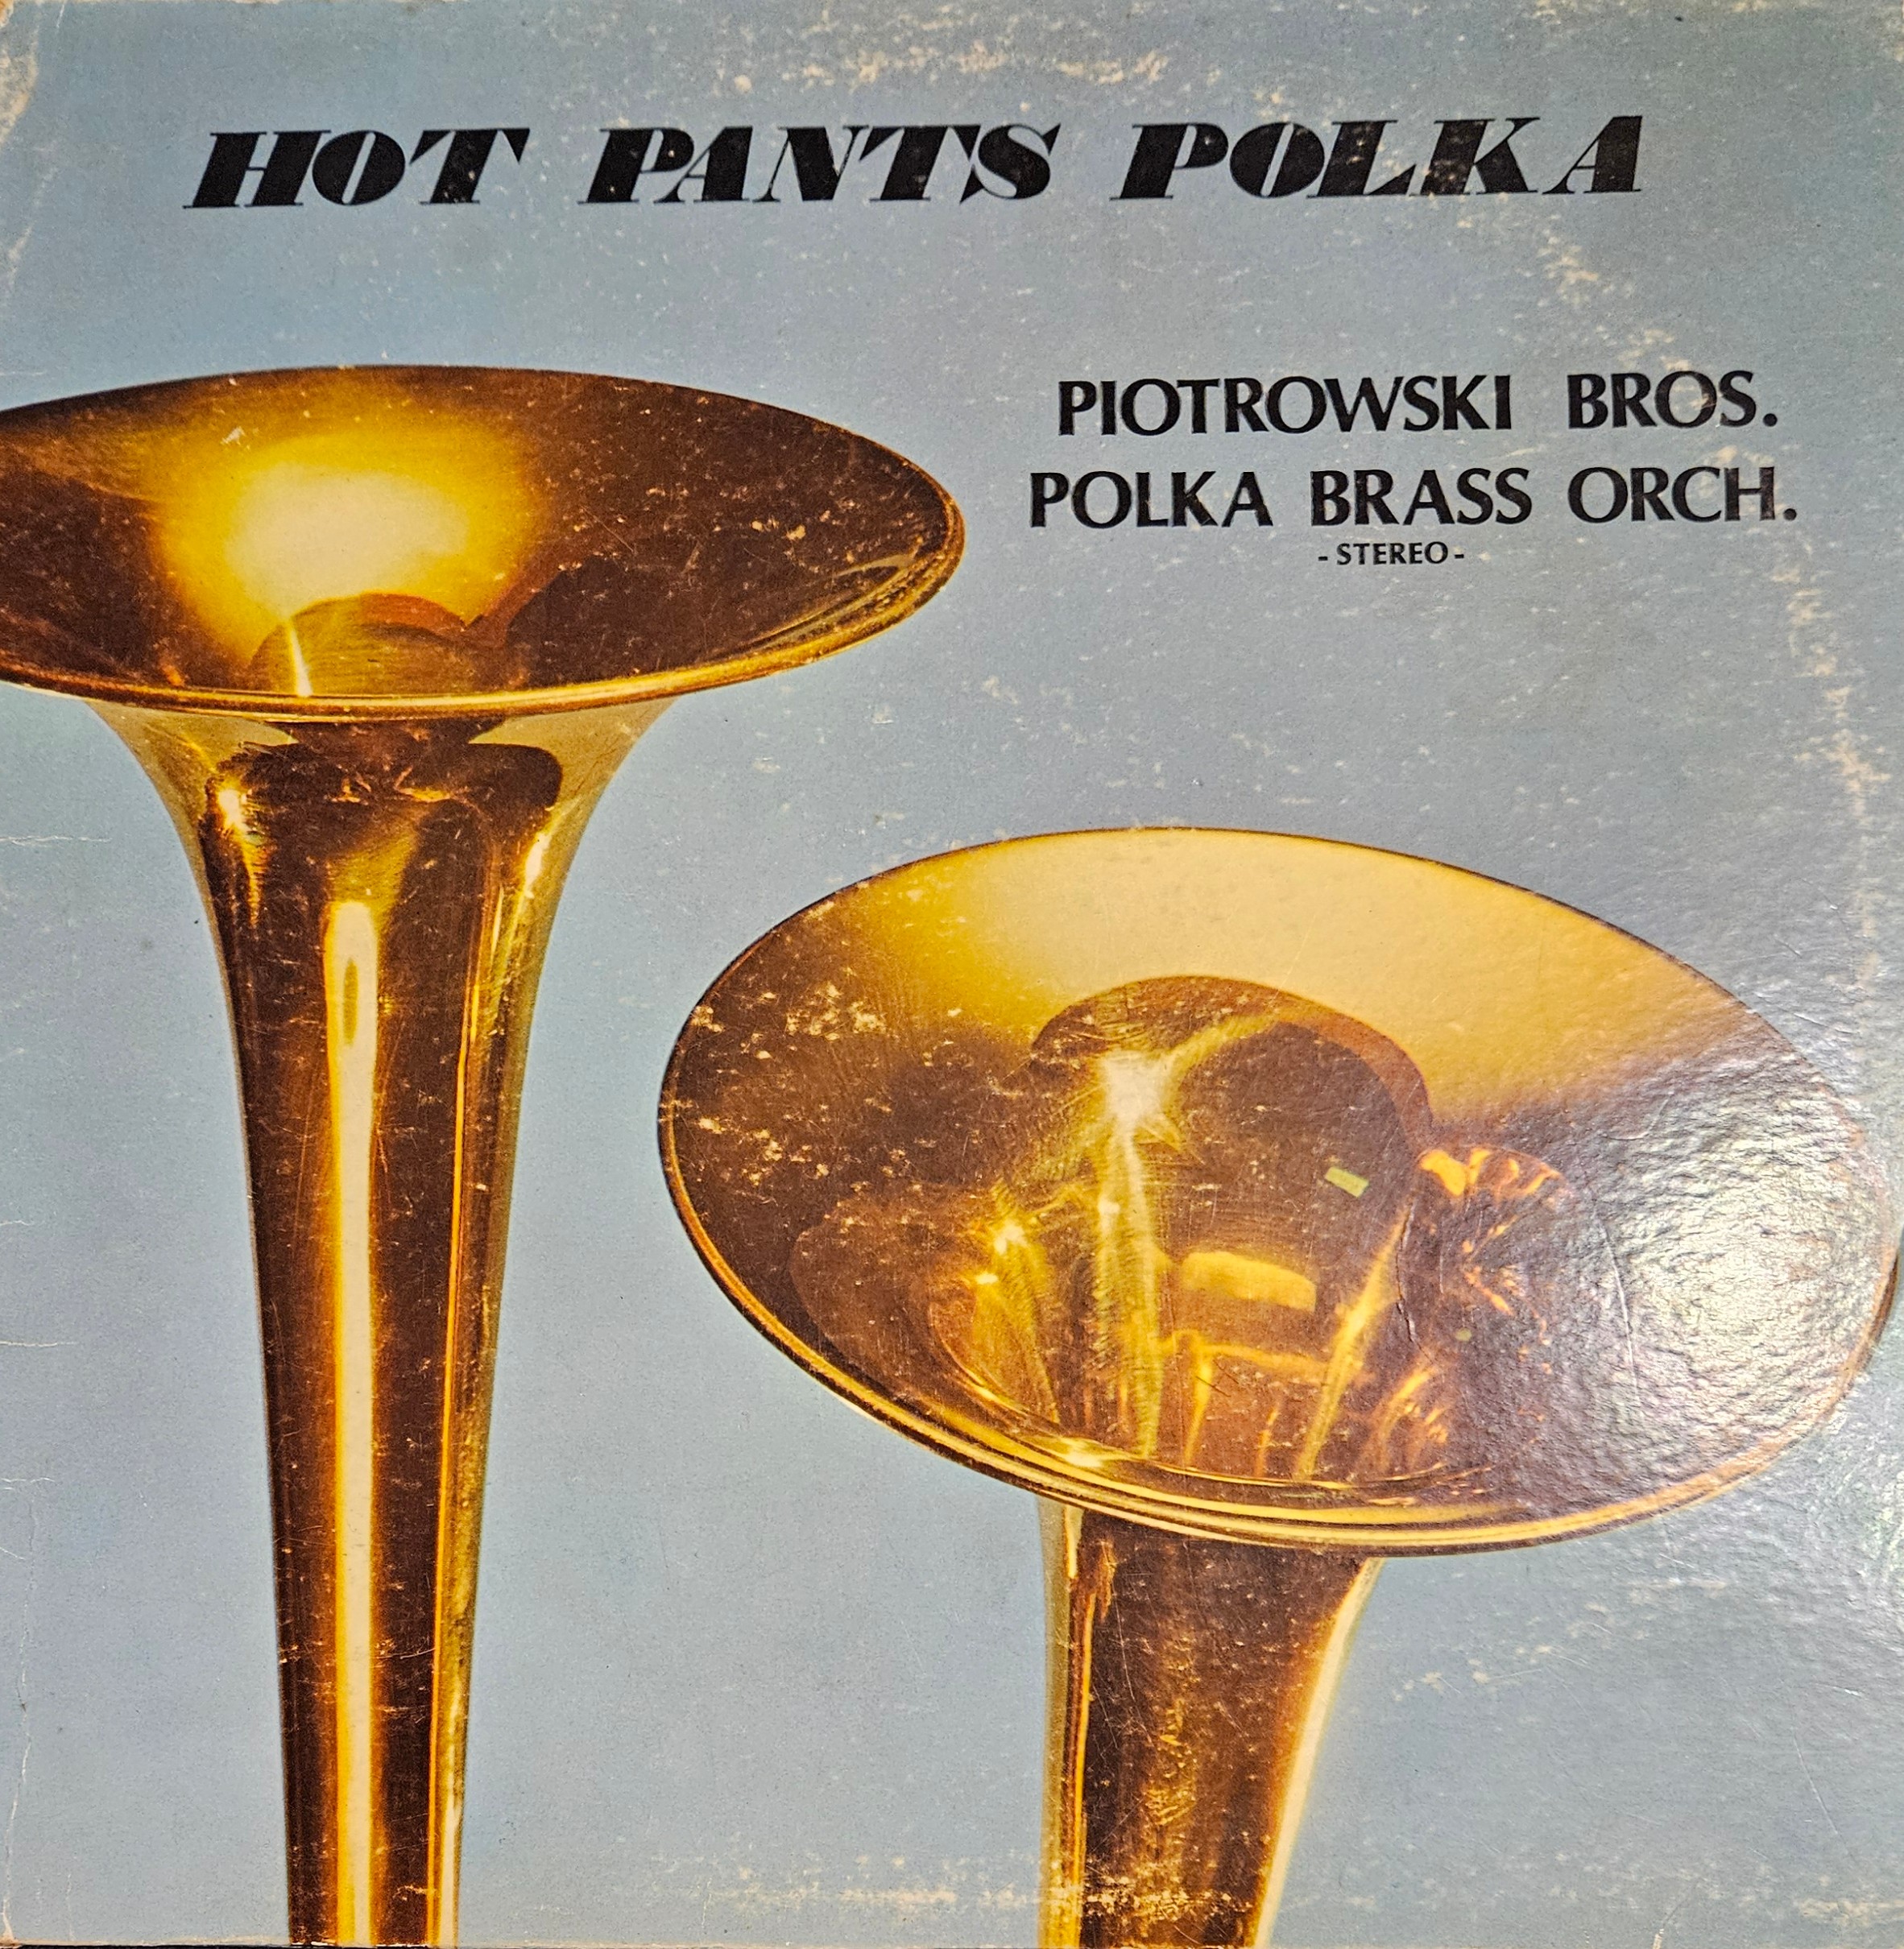 HOT PANTS POLKA
PIOTROWSKI BROS.
POLKA BRASS ORCH.
- STEREO -